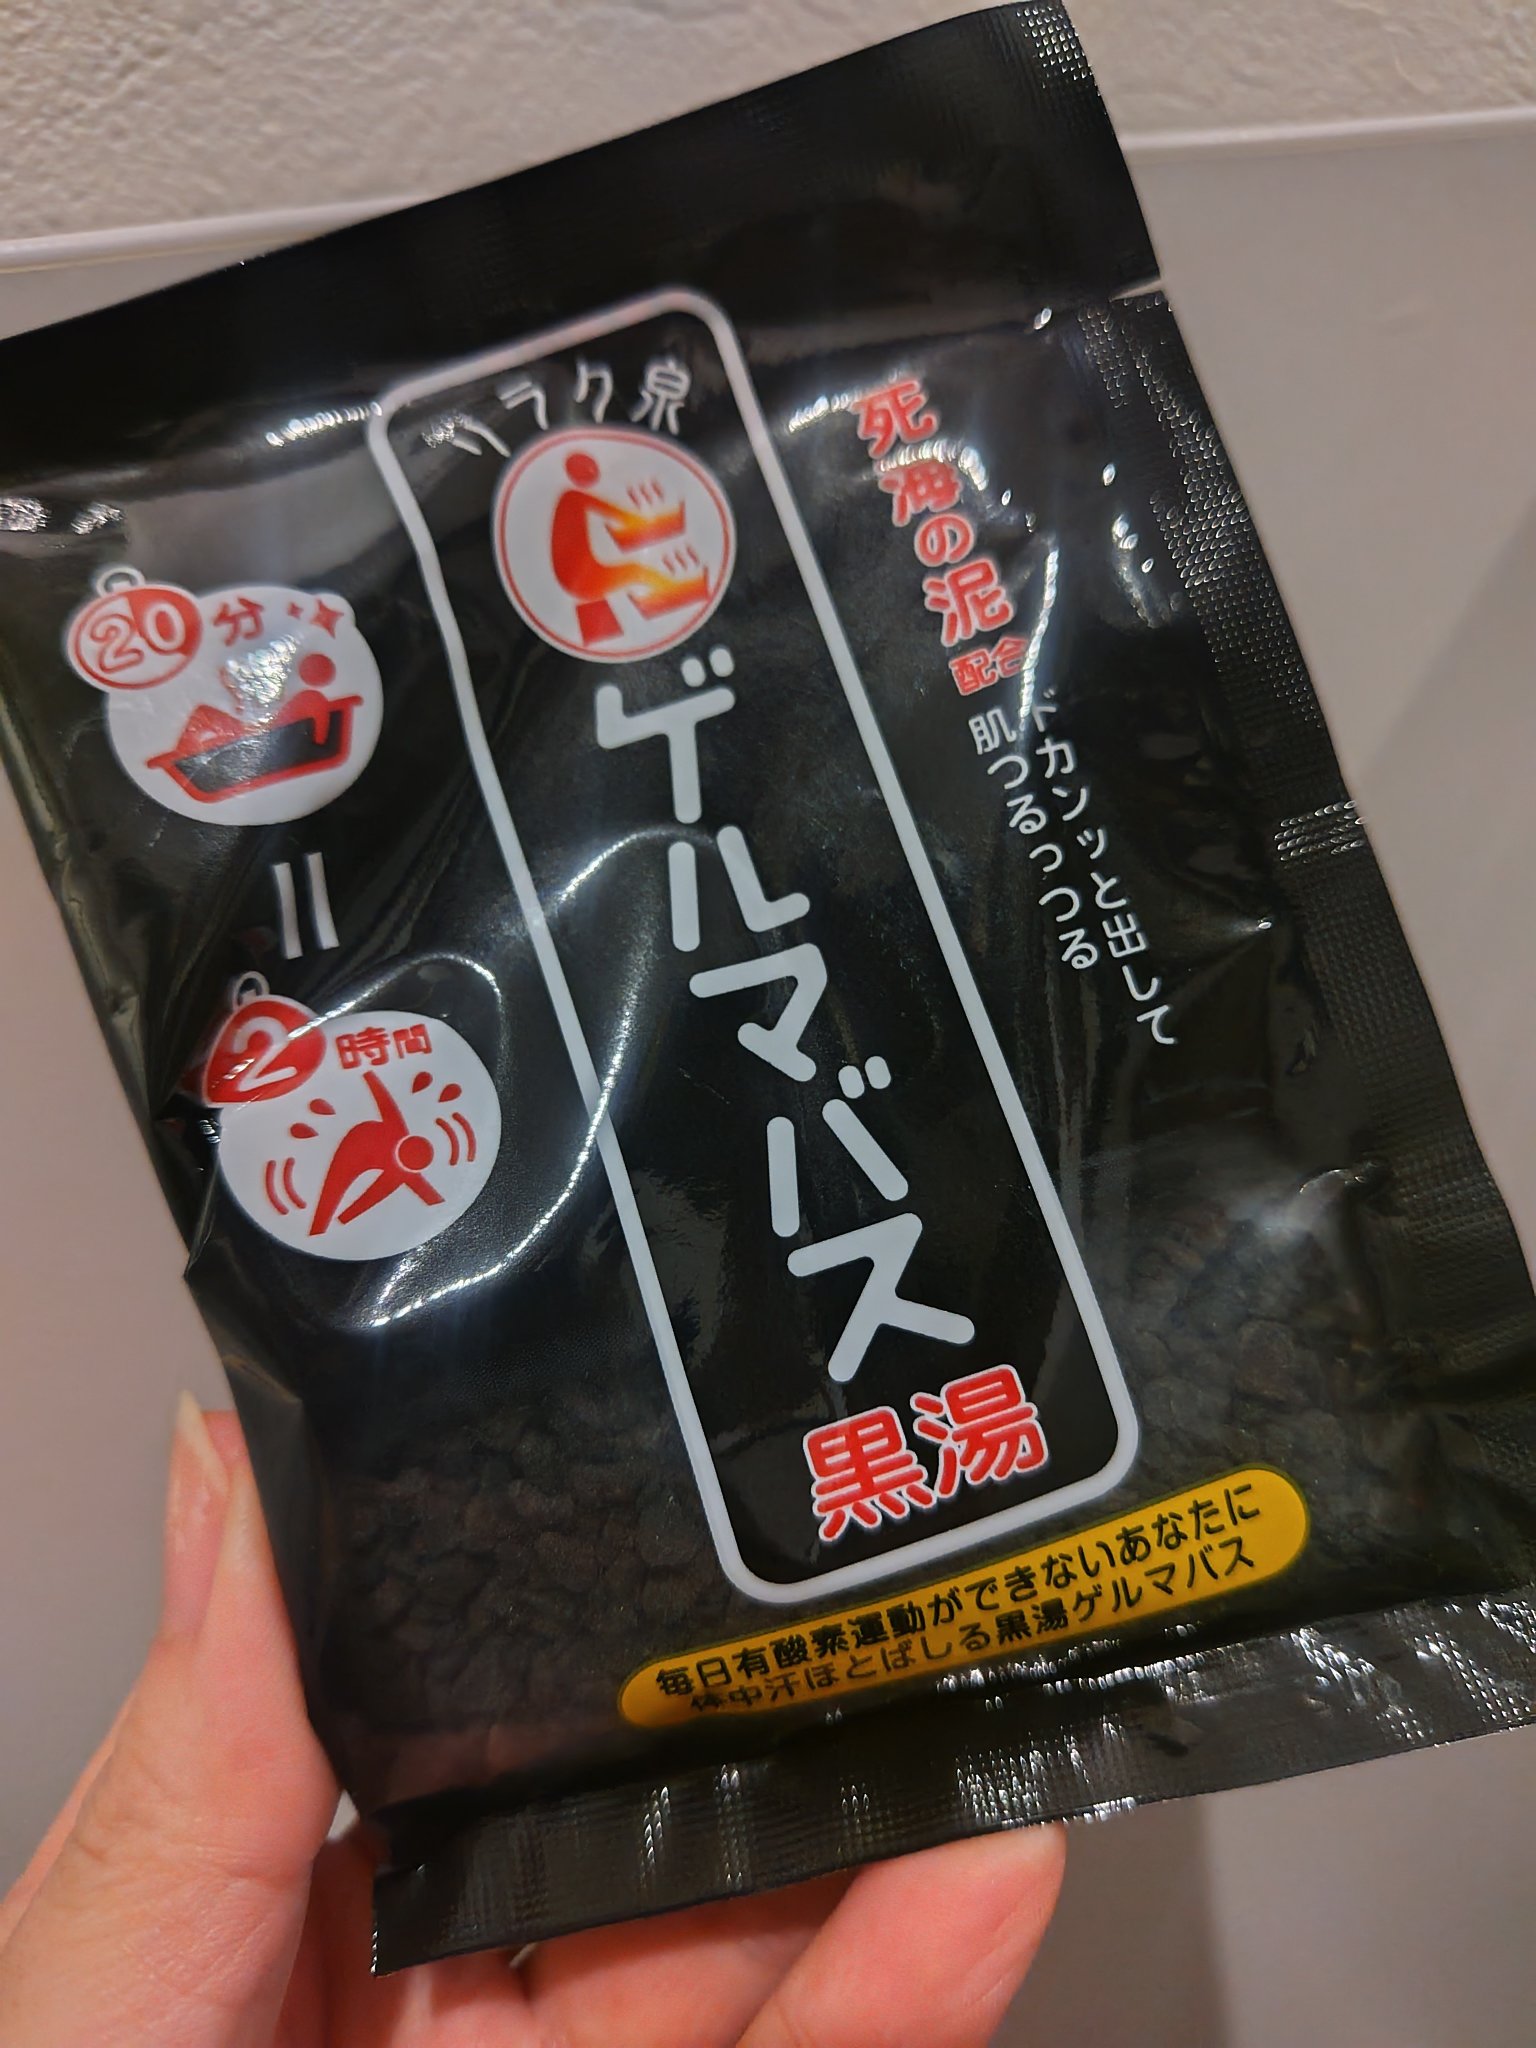 ハラク泉
ゲルマバス
黒湯
死海の泥配合
ドカンッと出して
肌つるっつる
20分
=
2時間
毎日有酸素運動ができないあなたに
体中汗ほとばしる黒湯ゲルマバス